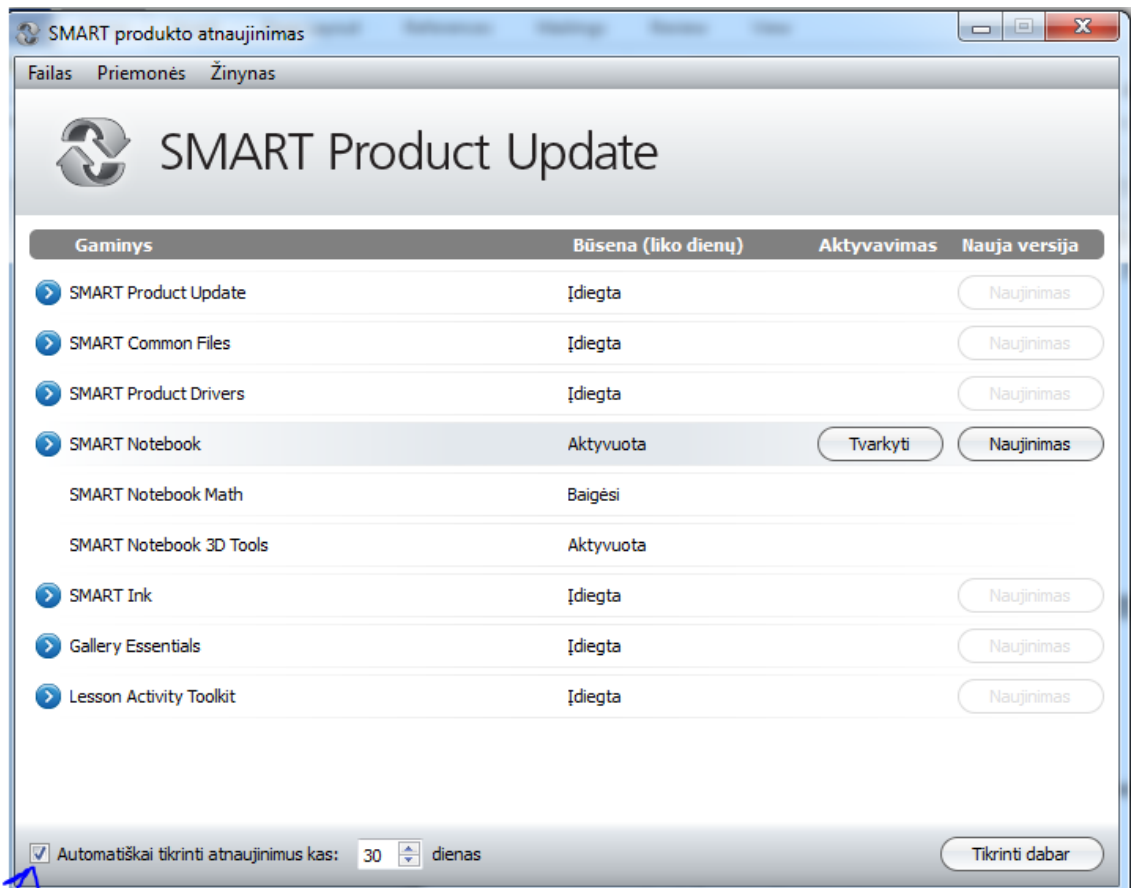 SMART produkto atnaujinimas
Failas Priemonės Žinynas
SMART Product Update
Gaminys Būsena (liko dienų) Aktyvavimas Nauja versija
SMART Product Update Įdiegta Naujinimas
SMART Common Files Įdiegta Naujinimas
SMART Product Drivers Įdiegta Naujinimas
SMART Notebook Aktyvuota Tvarkyti Naujinimas
SMART Notebook Math Baigėsi
SMART Notebook 3D Tools Aktyvuota
SMART Ink Įdiegta Naujinimas
Gallery Essentials Įdiegta Naujinimas
Lesson Activity Toolkit Įdiegta Naujinimas
Automatiškai tikrinti atnaujinimus kas: 30 dienas Tikrinti dabar